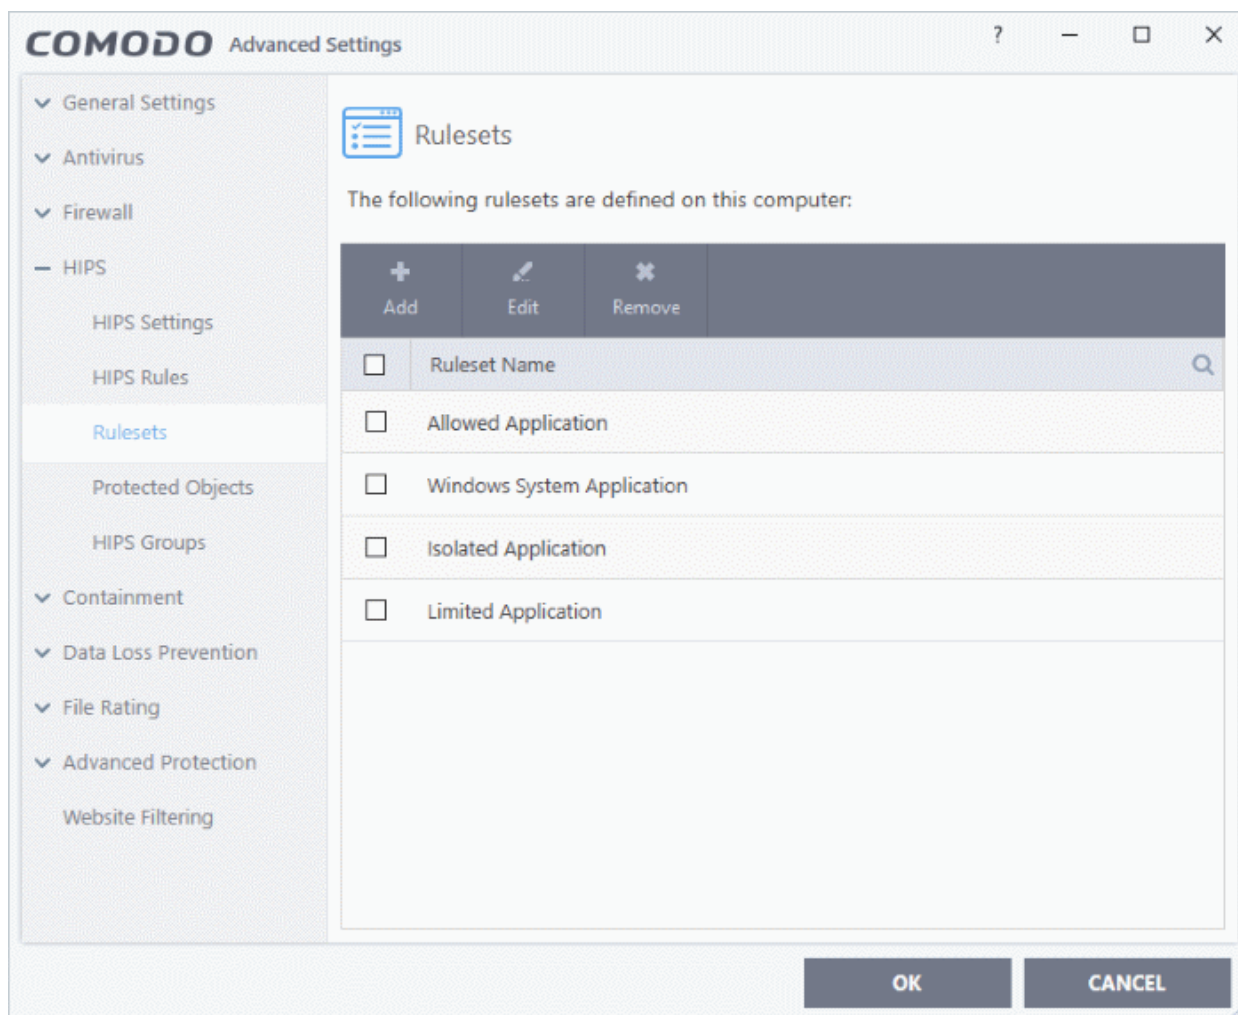 COMODO Advanced Settings ?
General Settings
Antivirus
Firewall
HIPS
HIPS Settings
HIPS Rules
Rulesets
Protected Objects
HIPS Groups
Containment
Data Loss Prevention
File Rating
Advanced Protection
Website Filtering
Rulesets
The following rulesets are defined on this computer:
Add Edit Remove
Ruleset Name
Allowed Application
Windows System Application
Isolated Application
Limited Application
OK CANCEL